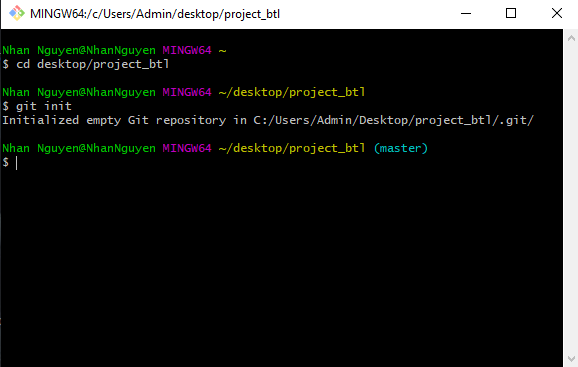 MINGW64:/c/Users/Admin/desktop/project_btl
Nhan Nguyen@NhanNguyen MINGW64 ~
$ cd desktop/project_btl
Nhan Nguyen@NhanNguyen MINGW64 ~/desktop/project_btl
$ git init
Initialized empty Git repository in C:/Users/Admin/Desktop/project_btl/.git/
Nhan Nguyen@NhanNguyen MINGW64 ~/desktop/project_btl (master)
$